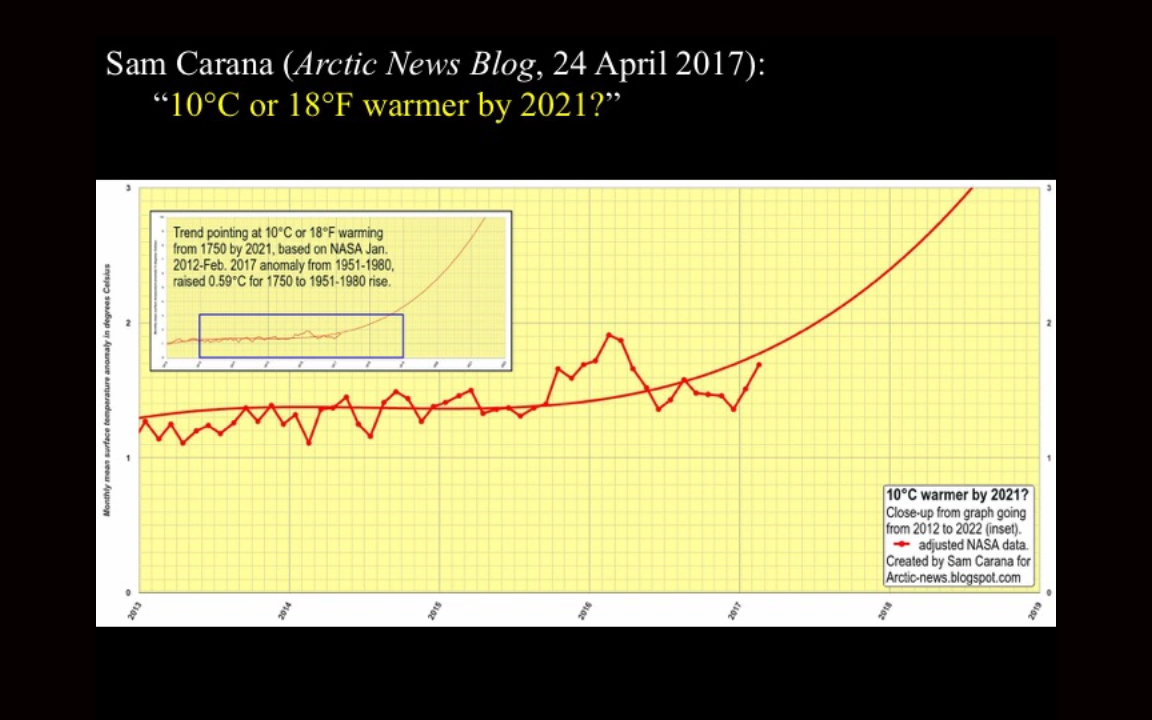 Sam Carana (Arctic News Blog, 24 April 2017):
“10°C or 18°F warmer by 2021?”
3
3
Trend pointing at 10°C or 18°F warming
from 1750 by 2021, based on NASA Jan.
2012-Feb. 2017 anomaly from 1951-1980,
raised 0.59°C for 1750 to 1951-1980 rise.
Monthly mean surface temperature anomaly in degrees Celsius
2
2
1
1
10°C warmer by 2021?
Close-up from graph going
from 2012 to 2022 (inset).
adjusted NASA data.
Created by Sam Carana for
Arctic-news.blogspot.com
0
0
2013
2014
2015
2016
2017
2018
2019